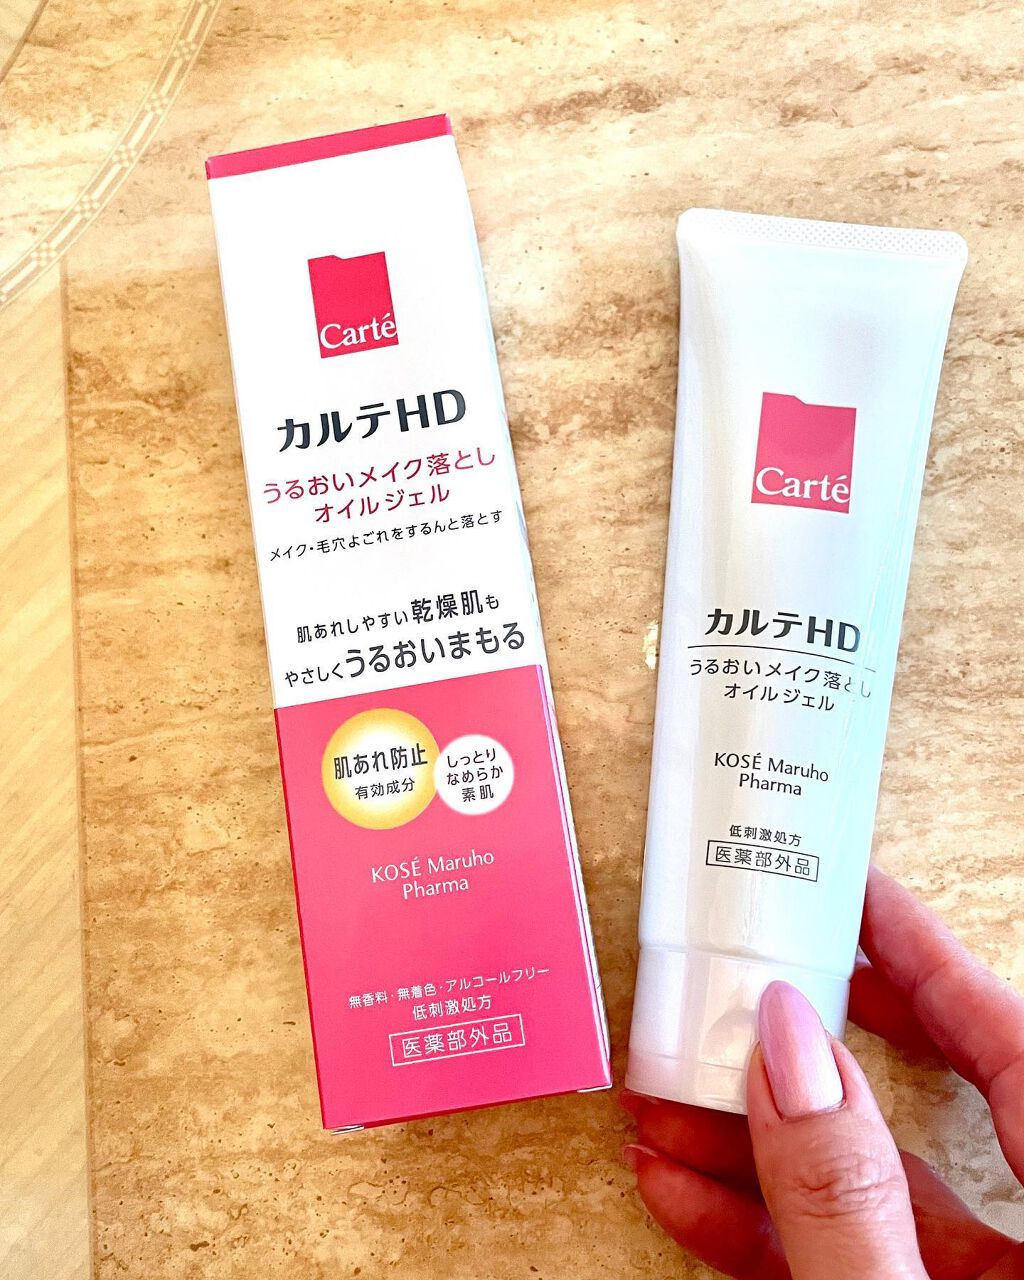 Carté
カルテHD
うるおいメイク落とし
オイルジェル
メイク・毛穴よごれをするんと落とす
肌あれしやすい乾燥肌も
やさしくうるおいまもる
肌あれ防止
有効成分
しっとり
なめらか
素肌
KOSÉ Maruho
Pharma
無香料・無着色・アルコールフリー
低刺激処方
医薬部外品
Carté
カルテHD
うるおいメイク落とし
オイルジェル
KOSÉ Maruho
Pharma
低刺激処方
医薬部外品